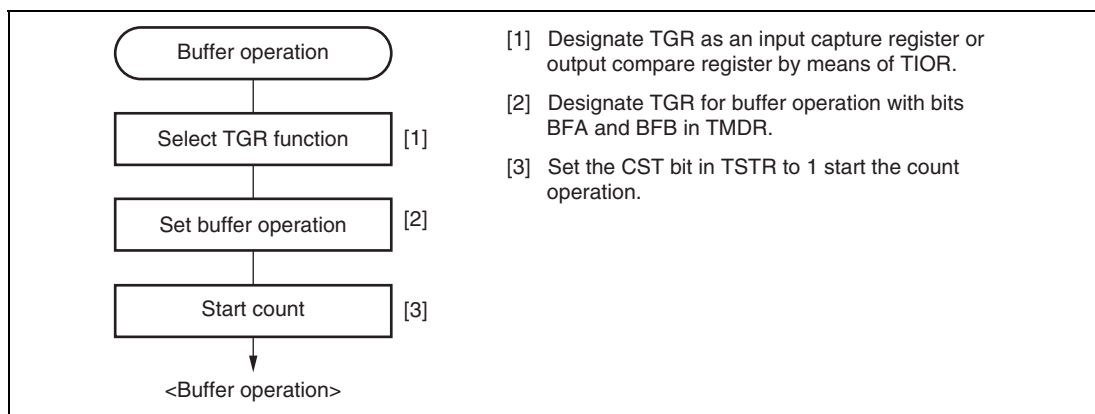 Buffer operation
Select TGR function
[1]
Set buffer operation
[2]
Start count
[3]
<Buffer operation>
[1] Designate TGR as an input capture register or
output compare register by means of TIOR.
[2] Designate TGR for buffer operation with bits
BFA and BFB in TMDR.
[3] Set the CST bit in TSTR to 1 start the count
operation.